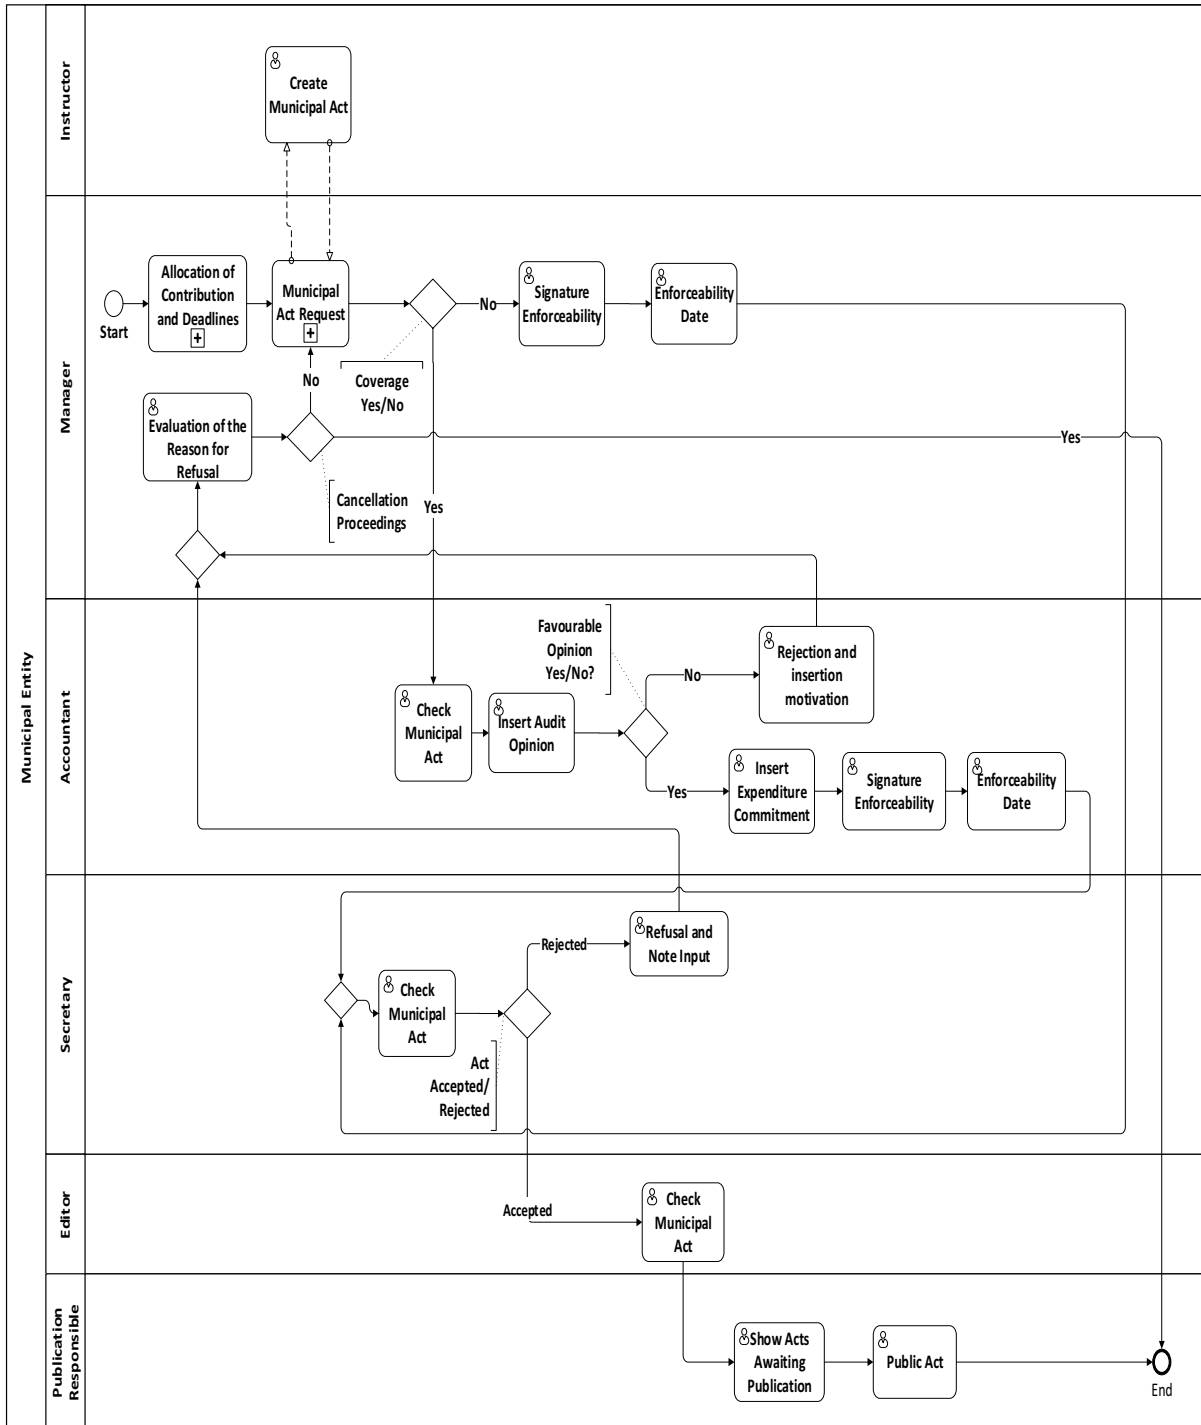 Municipal Entity
Instructor
Create
Municipal Act
Manager
Start
Allocation of
Contribution
and Deadlines
Municipal
Act Request
No
Signature
Enforceability
Enforceability
Date
Coverage
Yes/No
No
Evaluation of the
Reason for
Refusal
Yes
Cancellation
Proceedings
Yes
Accountant
Favourable
Opinion
Yes/No?
Check
Municipal
Act
Insert Audit
Opinion
No
Rejection and
insertion
motivation
Yes
Insert
Expenditure
Commitment
Signature
Enforceability
Enforceability
Date
Secretary
Rejected
Refusal and
Note Input
Check
Municipal
Act
Act
Accepted/
Rejected
Editor
Accepted
Check
Municipal
Act
Publication
Responsible
Show Acts
Awaiting
Publication
Public Act
End